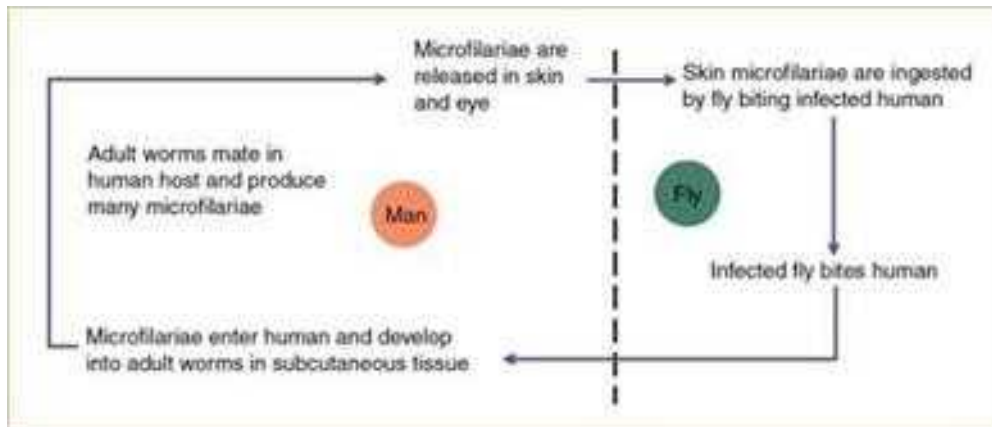 Microfilariae are
released in skin
and eye
Skin microfilariae are ingested
by fly biting infected human
Adult worms mate in
human host and produce
many microfilariae
Man
Fly
Infected fly bites human
Microfilariae enter human and develop
into adult worms in subcutaneous tissue